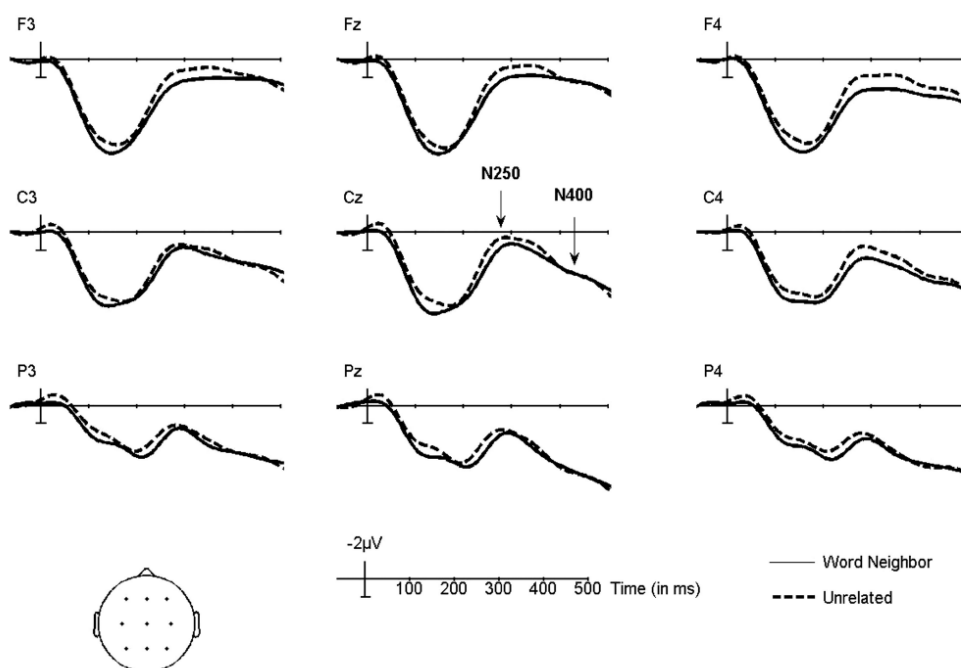 F3 Fz F4
N250
N400
C3 Cz C4
P3 Pz P4
-2µV
100 200 300 400 500 Time (in ms)
Word Neighbor
Unrelated